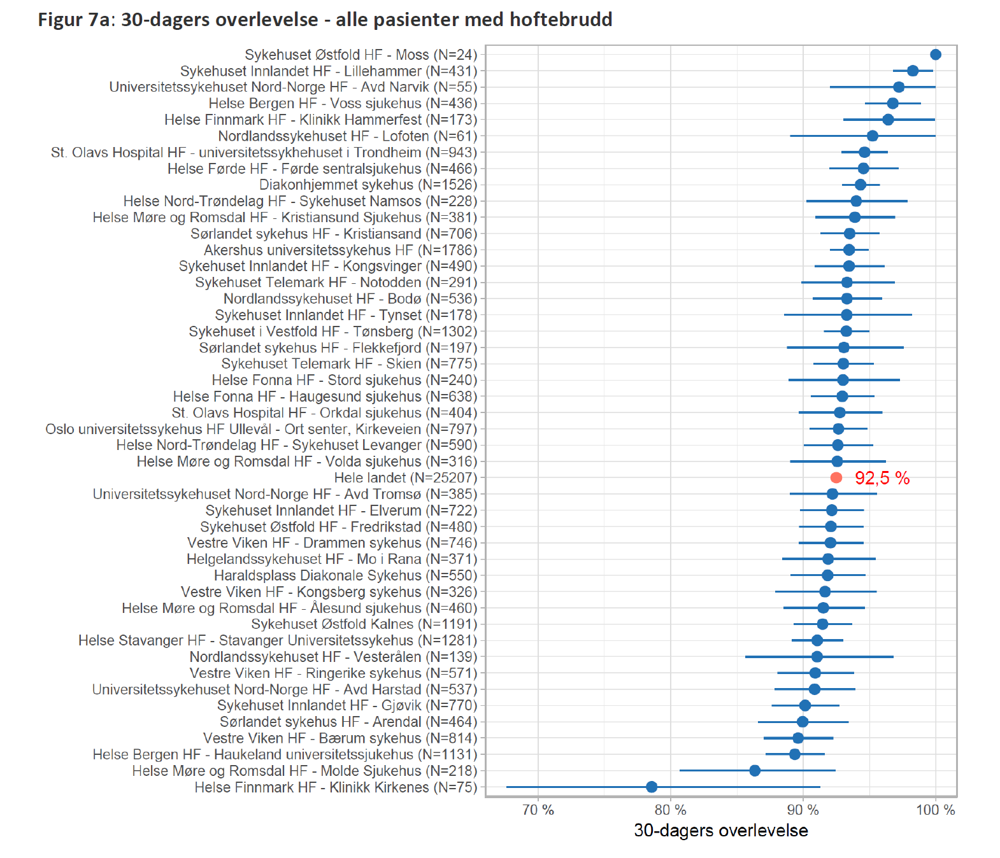 Figur 7a: 30-dagers overlevelse - alle pasienter med hoftebrudd
Sykehuset Østfold HF - Moss (N=24)
Sykehuset Innlandet HF - Lillehammer (N=431)
Universitetssykehuset Nord-Norge HF - Avd Narvik (N=55)
Helse Bergen HF - Voss sjukehus (N=436)
Helse Finnmark HF - Klinikk Hammerfest (N=173)
Nordlandssykehuset HF - Lofoten (N=61)
St. Olavs Hospital HF - universitetssykhehuset i Trondheim (N=943)
Helse Førde HF - Førde sentralsjukehus (N=466)
Diakonhjemmet sykehus (N=1526)
Helse Nord-Trøndelag HF - Sykehuset Namsos (N=228)
Helse Møre og Romsdal HF - Kristiansund Sjukehus (N=381)
Sørlandet sykehus HF - Kristiansand (N=706)
Akershus universitetssykehus HF (N=1786)
Sykehuset Innlandet HF - Kongsvinger (N=490)
Sykehuset Telemark HF - Notodden (N=291)
Nordlandssykehuset HF - Bodø (N=536)
Sykehuset Innlandet HF - Tynset (N=178)
Sykehuset i Vestfold HF - Tønsberg (N=1302)
Sørlandet sykehus HF - Flekkefjord (N=197)
Sykehuset Telemark HF - Skien (N=775)
Helse Fonna HF - Stord sjukehus (N=240)
Helse Fonna HF - Haugesund sjukehus (N=638)
St. Olavs Hospital HF - Orkdal sjukehus (N=404)
Oslo universitetssykehus HF Ullevål - Ort senter, Kirkeveien (N=797)
Helse Nord-Trøndelag HF - Sykehuset Levanger (N=590)
Helse Møre og Romsdal HF - Volda sjukehus (N=316)
Hele landet (N=25207)
92,5 %
Universitetssykehuset Nord-Norge HF - Avd Tromsø (N=385)
Sykehuset Innlandet HF - Elverum (N=722)
Sykehuset Østfold HF - Fredrikstad (N=480)
Vestre Viken HF - Drammen sykehus (N=746)
Helgelandssykehuset HF - Mo i Rana (N=371)
Haraldsplass Diakonale Sykehus (N=550)
Vestre Viken HF - Kongsberg sykehus (N=326)
Helse Møre og Romsdal HF - Ålesund sjukehus (N=460)
Sykehuset Østfold Kalnes (N=1191)
Helse Stavanger HF - Stavanger Universitetssykehus (N=1281)
Nordlandssykehuset HF - Vesterålen (N=139)
Vestre Viken HF - Ringerike sykehus (N=571)
Universitetssykehuset Nord-Norge HF - Avd Harstad (N=537)
Sykehuset Innlandet HF - Gjøvik (N=770)
Sørlandet sykehus HF - Arendal (N=464)
Vestre Viken HF - Bærum sykehus (N=814)
Helse Bergen HF - Haukeland universitetssjukehus (N=1131)
Helse Møre og Romsdal HF - Molde Sjukehus (N=218)
Helse Finnmark HF - Klinikk Kirkenes (N=75)
70 % 80 % 90 % 100 %
30-dagers overlevelse